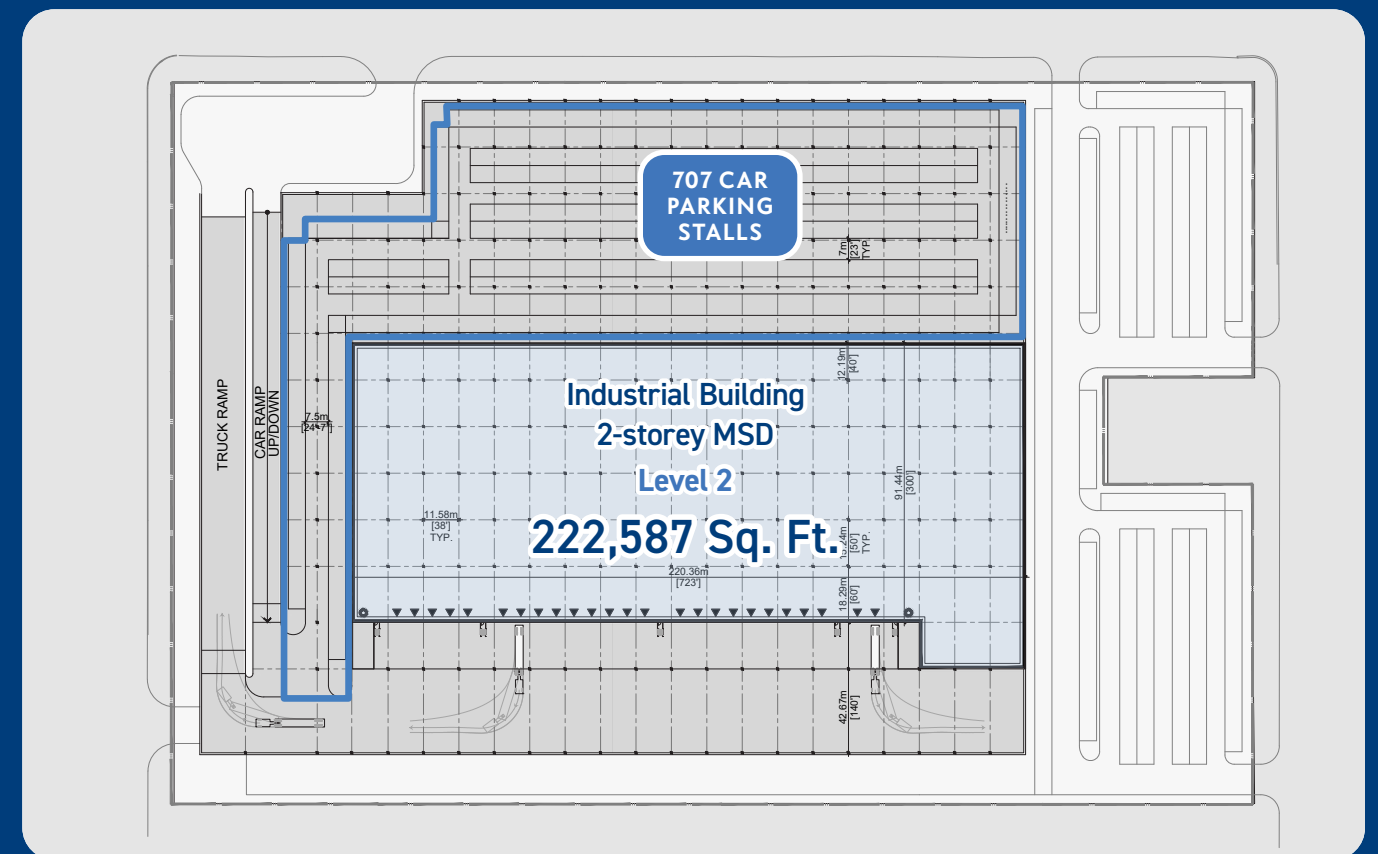 707 CAR
PARKING
STALLS
7m
[23']
TYP.
TRUCK RAMP
CAR RAMP
UP/DOWN
7.5m
[24'-7"]
12.19m
[40']
Industrial Building
2-storey MSD
Level 2
222,587 Sq. Ft.
91.44m
[300']
11.58m
[38']
TYP.
[50']
TYP.
220.36m
[723']
18.29m
[60']
42.67m
[140']